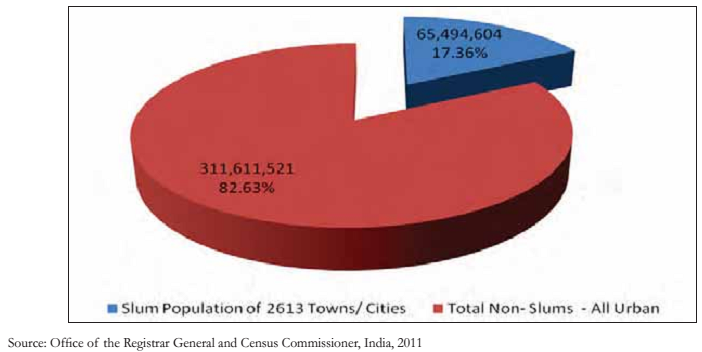 65,494,604
17.36%
311,611,521
82.63%
Slum Population of 2613 Towns/ Cities
Total Non- Slums - All Urban
Source: Office of the Registrar General and Census Commissioner, India, 2011